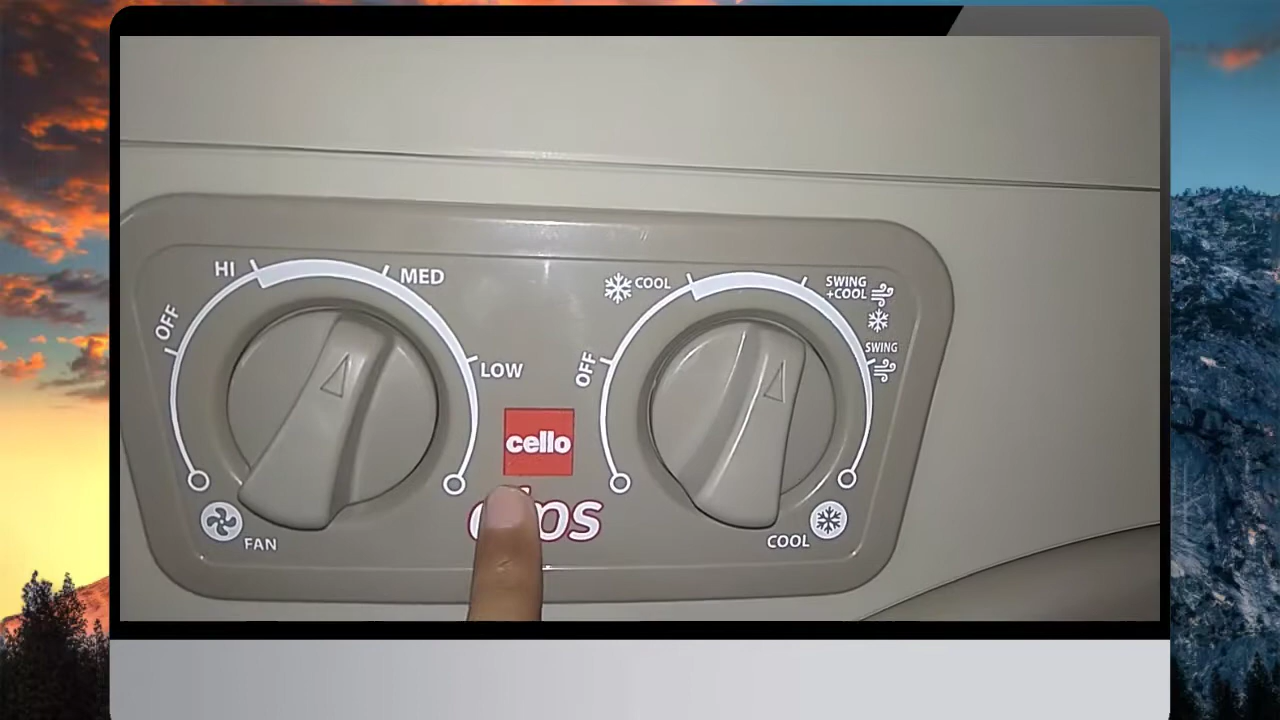 HI
MED
OFF
LOW
FAN
cello
COOL
OFF
SWING
+COOL
SWING
COOL